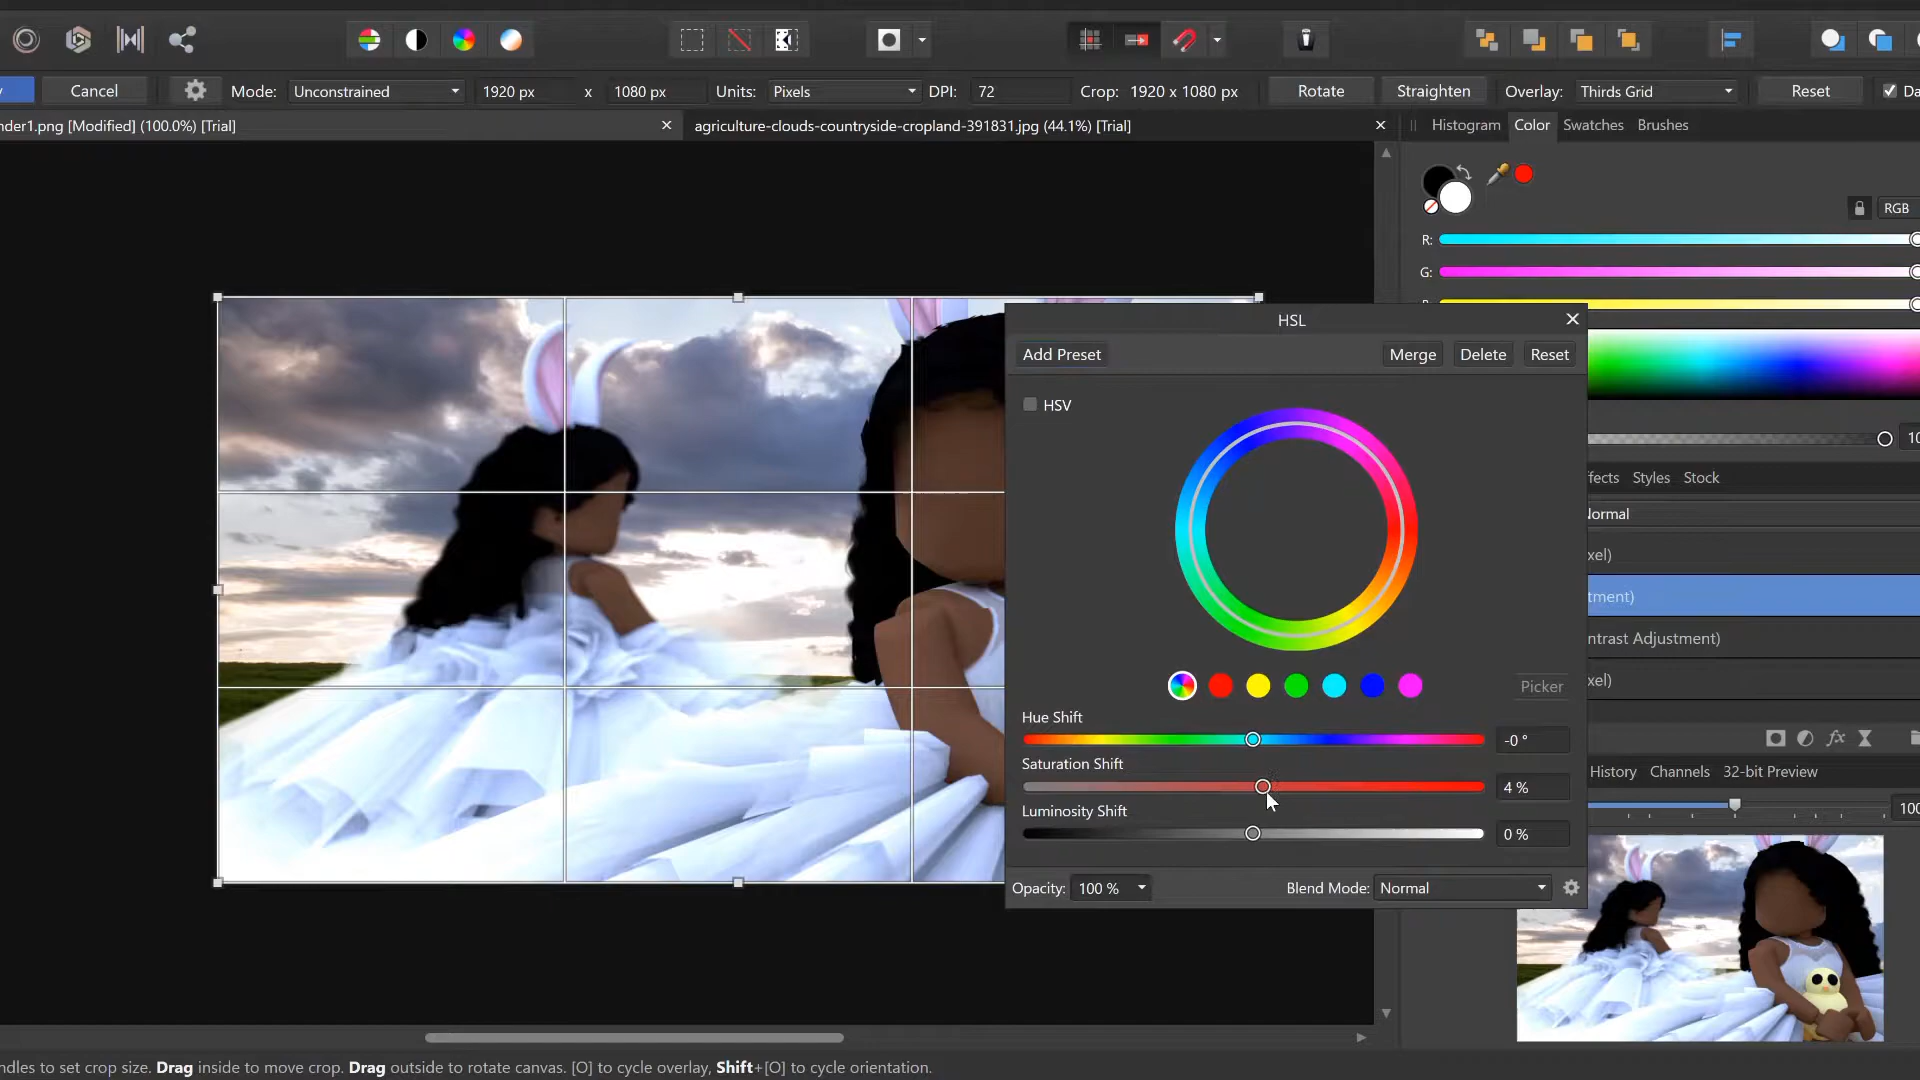 Cancel
Mode: Unconstrained 1920 px x 1080 px Units: Pixels DPI: 72 Crop: 1920 x 1080 px Rotate Straighten Overlay: Thirds Grid Reset Da
nder1.png [Modified] (100.0%) [Trial]
agriculture-clouds-countryside-cropland-391831.jpg (44.1%) [Trial]
Histogram Color Swatches Brushes
RGB
R:
G:
HSL
Add Preset Merge Delete Reset
HSV
Picker
Hue Shift
-0 °
Saturation Shift
4 %
Luminosity Shift
0 %
Opacity: 100 % Blend Mode: Normal
10
ffects Styles Stock
Normal
xel)
tment)
ntrast Adjustment)
xel)
fx
History Channels 32-bit Preview
100
ndles to set crop size. Drag inside to move crop. Drag outside to rotate canvas. [O] to cycle overlay, Shift+[O] to cycle orientation.